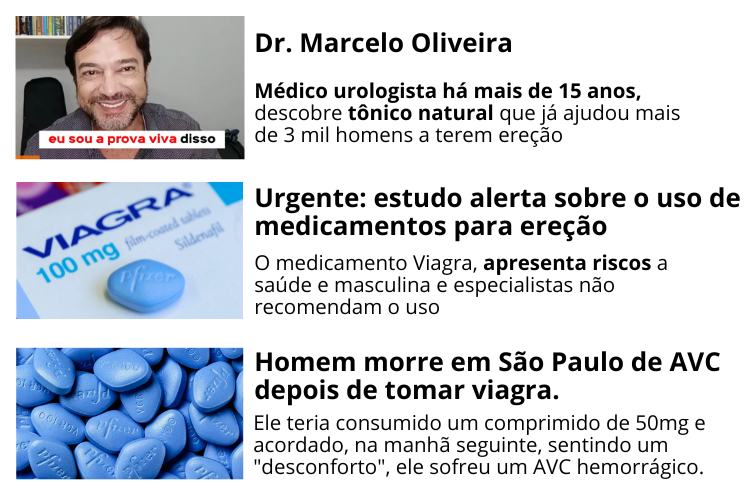 Dr. Marcelo Oliveira
Médico urologista há mais de 15 anos,
descobre tônico natural que já ajudou mais
de 3 mil homens a terem ereção
eu sou a prova viva disso
Urgente: estudo alerta sobre o uso de
medicamentos para ereção
O medicamento Viagra, apresenta riscos a
saúde e masculina e especialistas não
recomendam o uso
VIAGRA®
100 mg film-coated tablets
Sildenafil
Pfizer
Homem morre em São Paulo de AVC
depois de tomar viagra.
Ele teria consumido um comprimido de 50mg e
acordado, na manhã seguinte, sentindo um
"desconforto", ele sofreu um AVC hemorrágico.
Pfizer